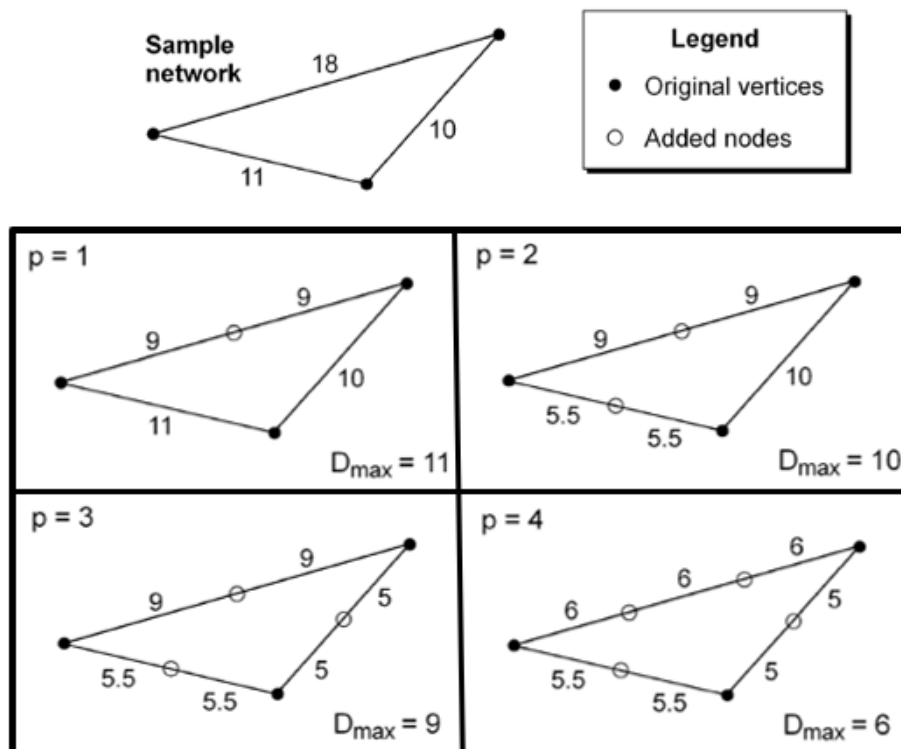 Sample
network
18
10
11
Legend
Original vertices
Added nodes
p = 1
9
9
10
11
Dmax = 11
p = 2
9
9
10
5.5
5.5
Dmax = 10
p = 3
9
9
5
5
5.5
5.5
Dmax = 9
p = 4
6
6
6
5
5
5.5
5.5
Dmax = 6